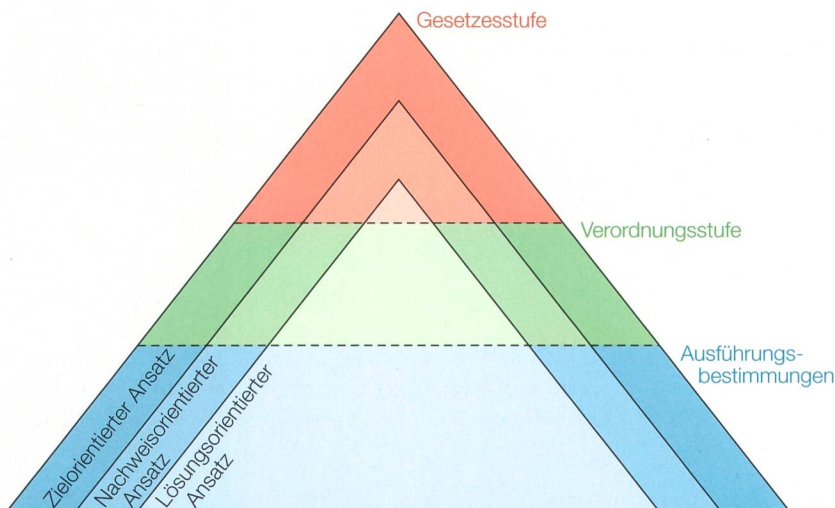 Gesetzesstufe
Verordnungsstufe
Ausführungs-
bestimmungen
Zielorientierter Ansatz
Nachweisorientierter
Ansatz
Lösungsorientierter
Ansatz